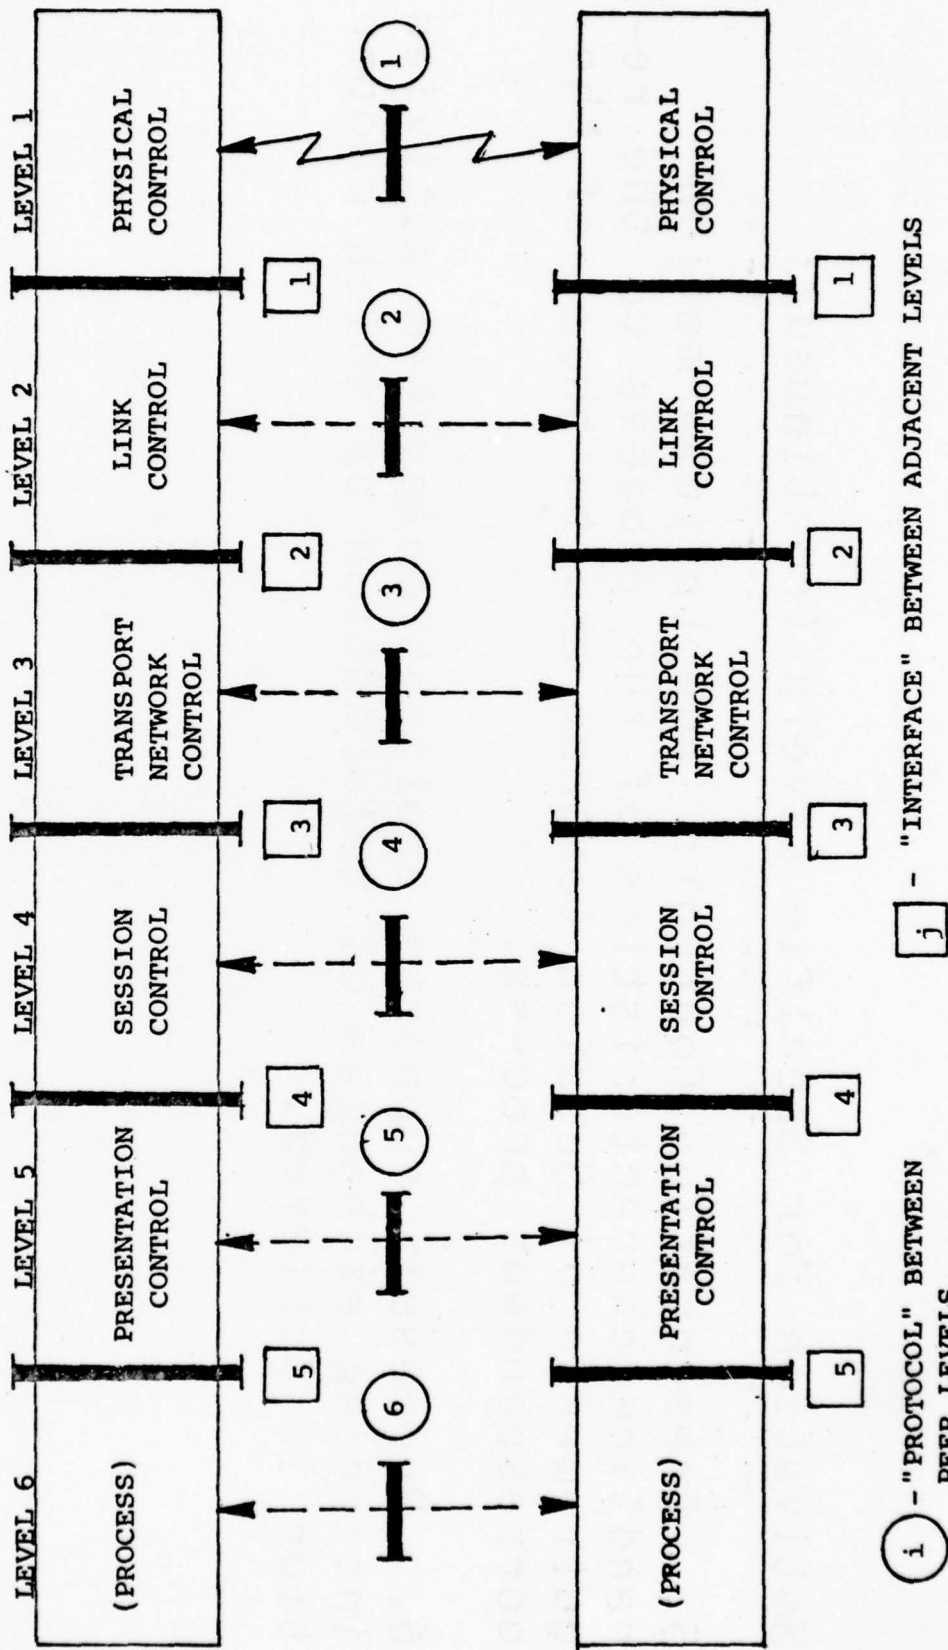 LEVEL 6 LEVEL 5 LEVEL 4 LEVEL 3 LEVEL 2 LEVEL 1
(PROCESS) PRESENTATION SESSION TRANSPORT LINK PHYSICAL
CONTROL CONTROL NETWORK CONTROL CONTROL
CONTROL
5 4 3 2 1
6 5 4 3 2 1
(PROCESS) PRESENTATION SESSION TRANSPORT LINK PHYSICAL
CONTROL CONTROL NETWORK CONTROL CONTROL
CONTROL
5 4 3 2 1
i - "PROTOCOL" BETWEEN
PEER LEVELS
j - "INTERFACE" BETWEEN ADJACENT LEVELS